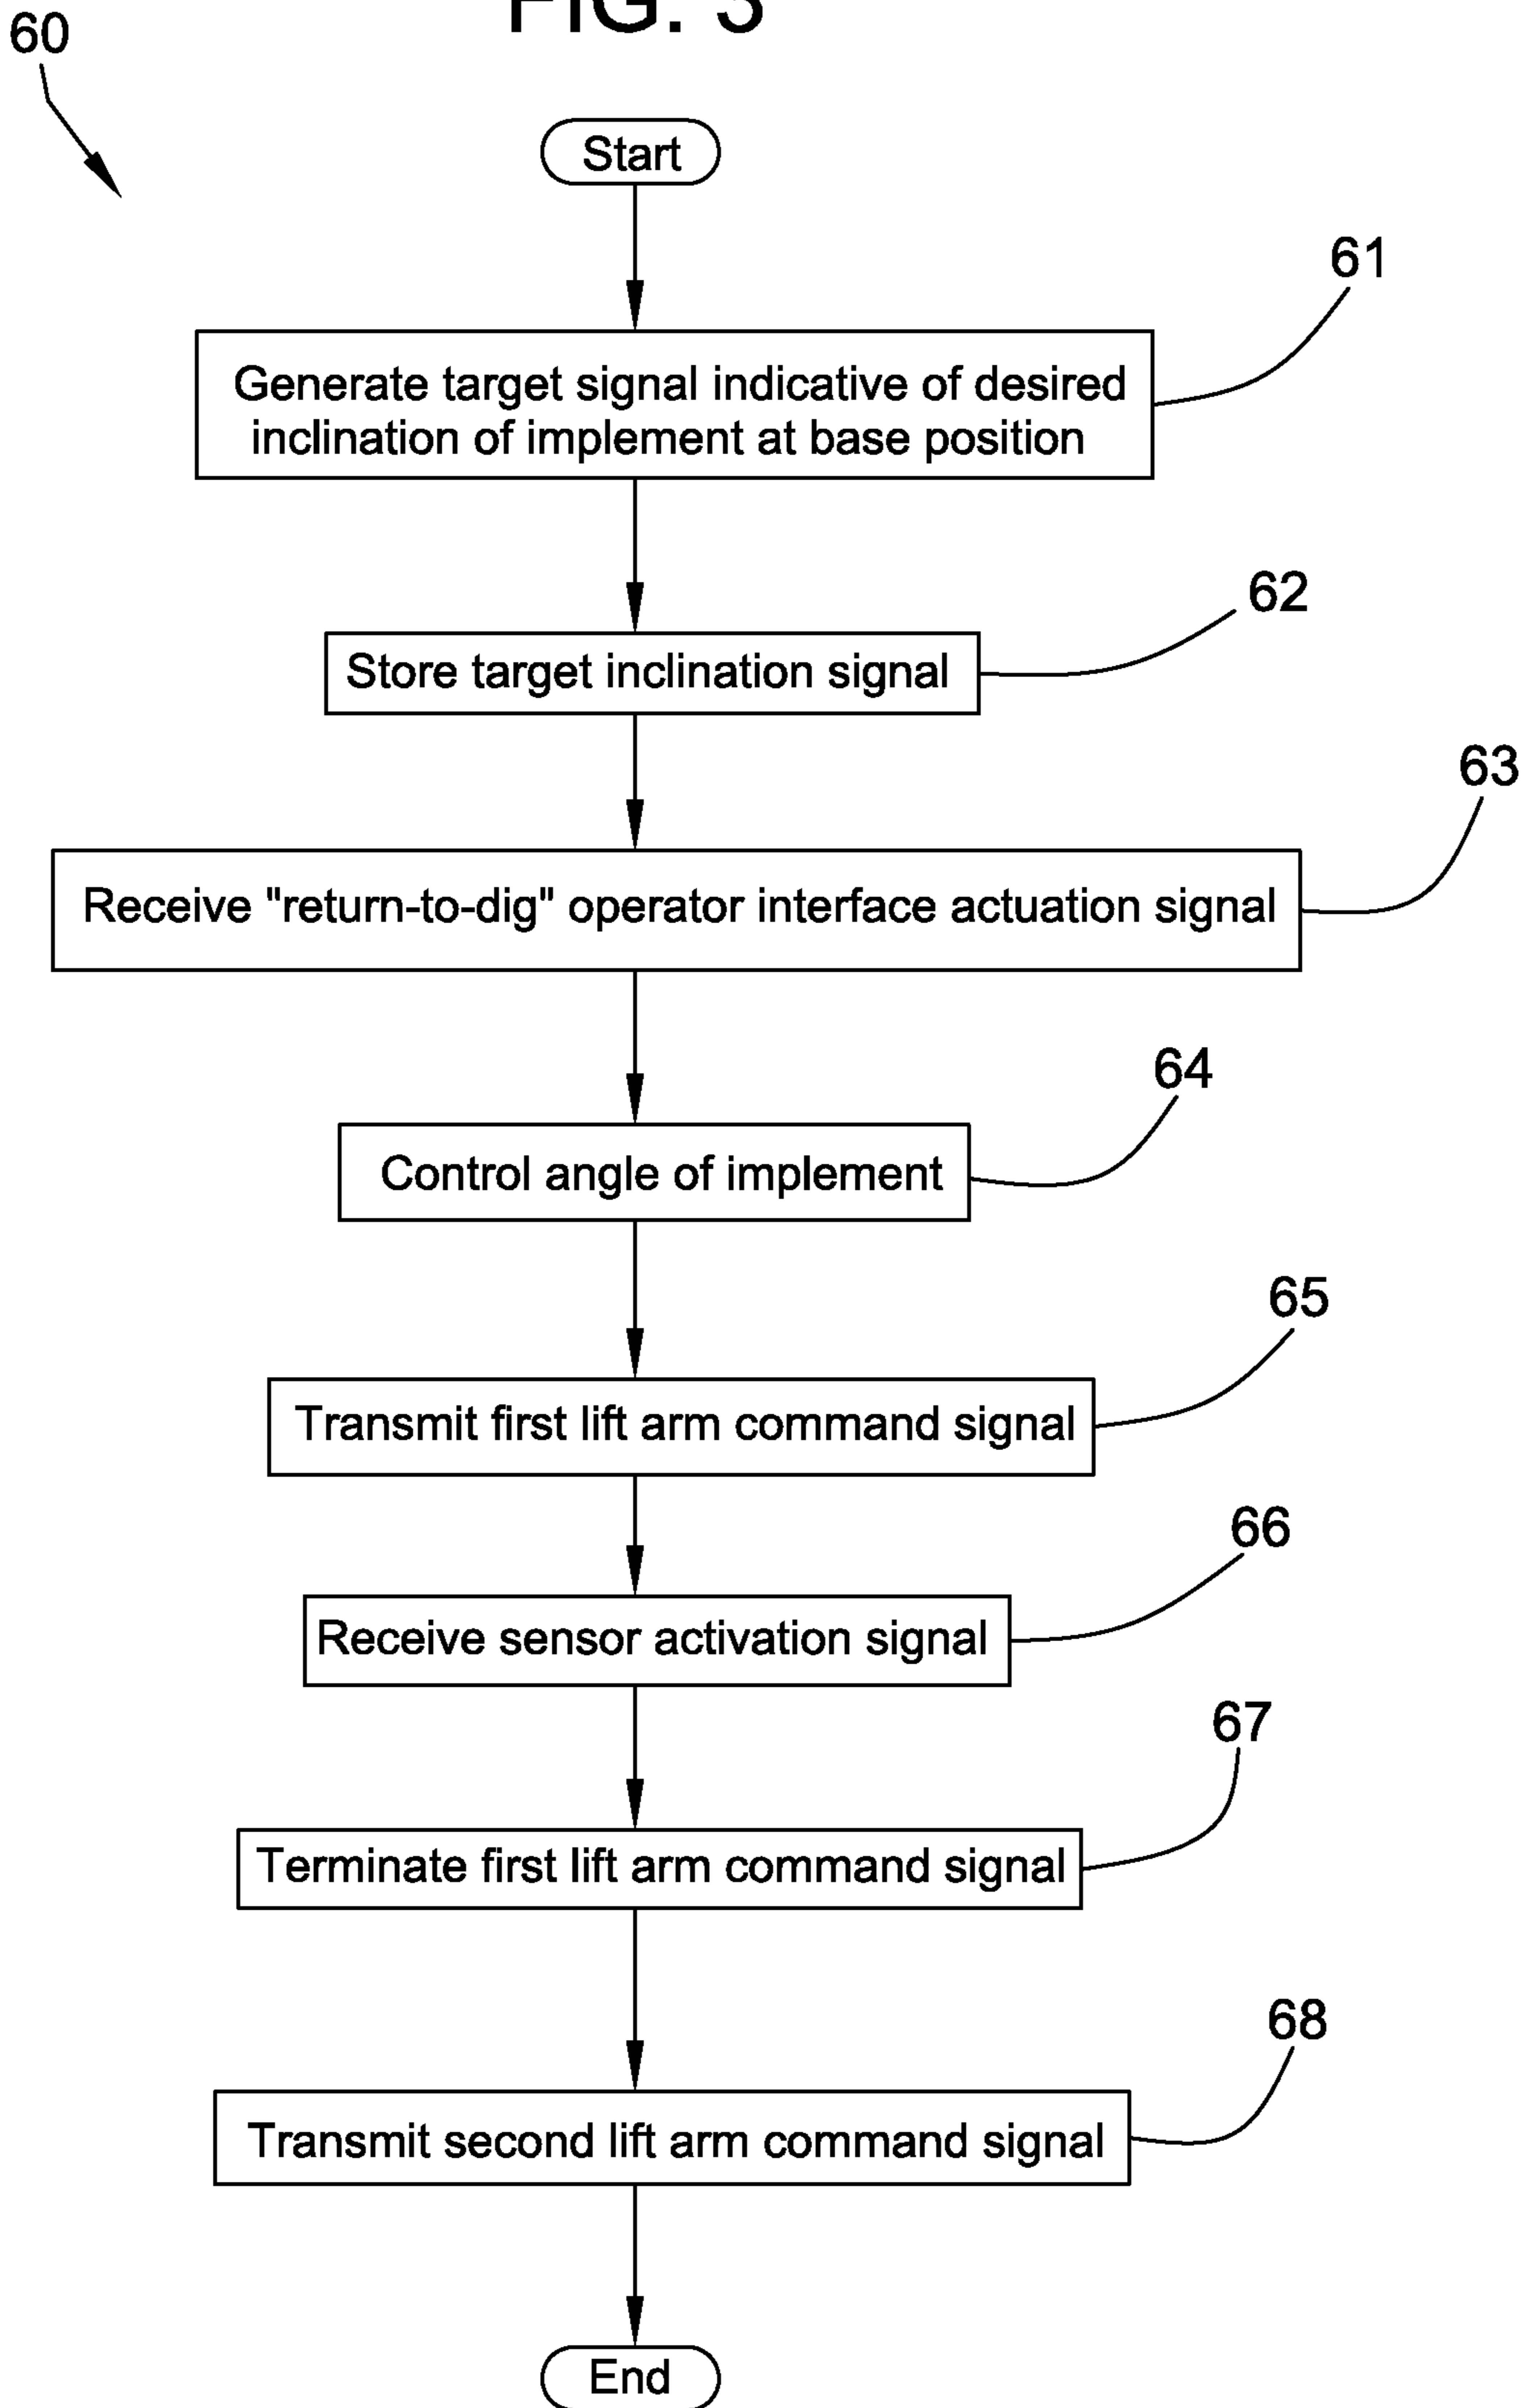 FIG. 3
60
Start
61
Generate target signal indicative of desired
inclination of implement at base position
62
Store target inclination signal
63
Receive "return-to-dig" operator interface actuation signal
64
Control angle of implement
65
Transmit first lift arm command signal
66
Receive sensor activation signal
67
Terminate first lift arm command signal
68
Transmit second lift arm command signal
End